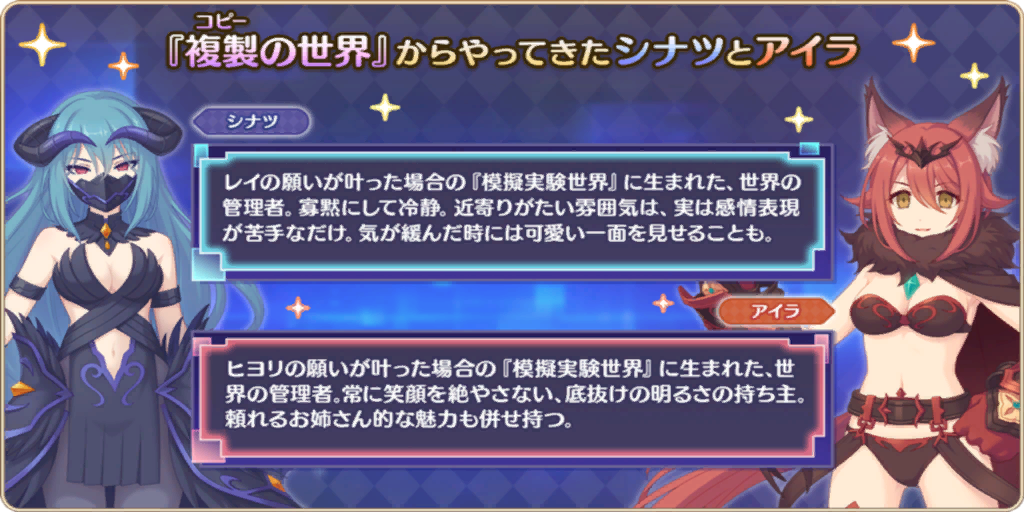 コピー
『複製の世界』からやってきたシナツとアイラ
シナツ
レイの願いが叶った場合の『模擬実験世界』に生まれた、世界の
管理者。寡黙にして冷静。近寄りがたい雰囲気は、実は感情表現
が苦手なだけ。気が緩んだ時には可愛い一面を見せることも。
アイラ
ヒヨリの願いが叶った場合の『模擬実験世界』に生まれた、世
界の管理者。常に笑顔を絶やさない、底抜けの明るさの持ち主。
頼れるお姉さん的な魅力も併せ持つ。